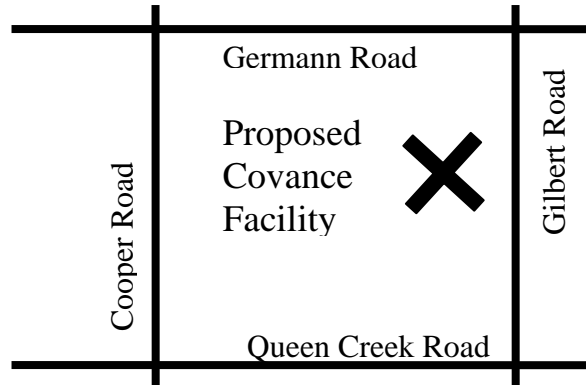 Germann Road
Proposed
Covance
Facility
Gilbert Road
Cooper Road
Queen Creek Road